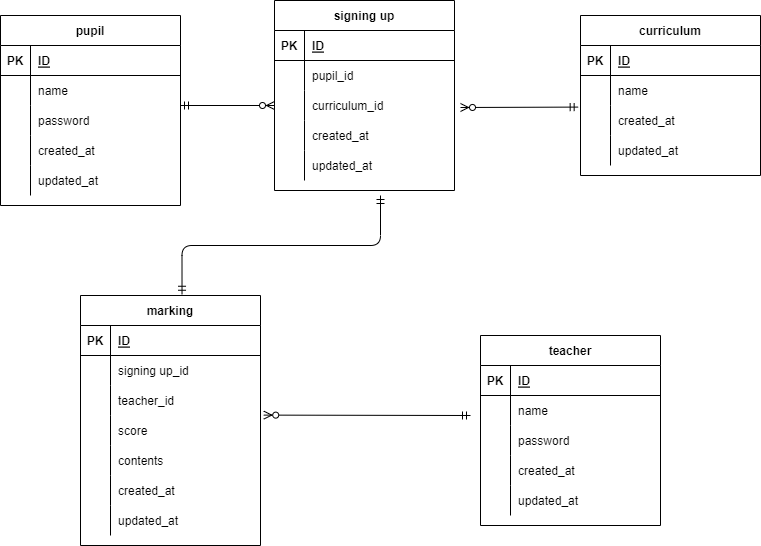 pupil
PK ID
name
password
created_at
updated_at
signing up
PK ID
pupil_id
curriculum_id
created_at
updated_at
curriculum
PK ID
name
created_at
updated_at
marking
PK ID
signing up_id
teacher_id
score
contents
created_at
updated_at
teacher
PK ID
name
password
created_at
updated_at